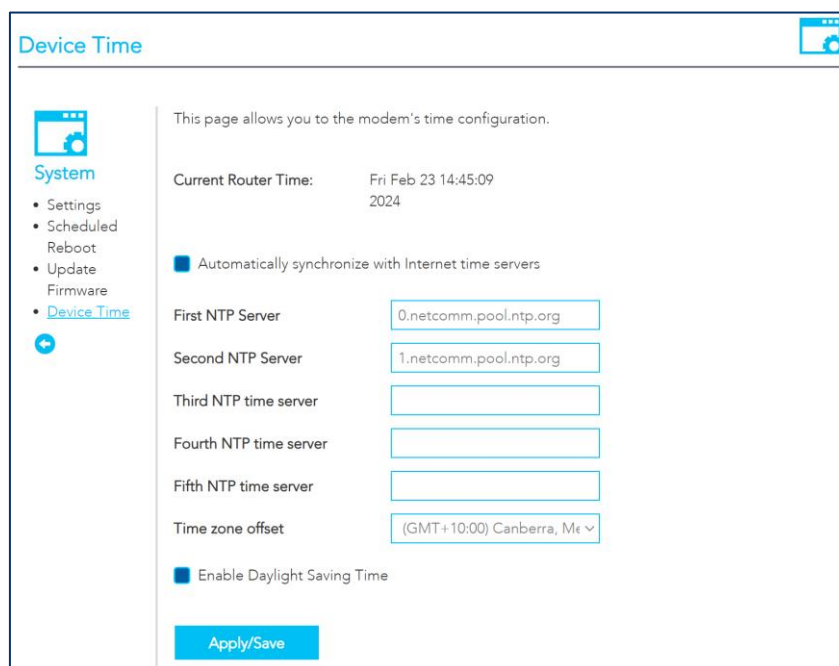 Device Time
System
• Settings
• Scheduled
Reboot
• Update
Firmware
• Device Time
This page allows you to the modem's time configuration.
Current Router Time: Fri Feb 23 14:45:09
2024
Automatically synchronize with Internet time servers
First NTP Server 0.netcomm.pool.ntp.org
Second NTP Server 1.netcomm.pool.ntp.org
Third NTP time server
Fourth NTP time server
Fifth NTP time server
Time zone offset (GMT+10:00) Canberra, Me
Enable Daylight Saving Time
Apply/Save